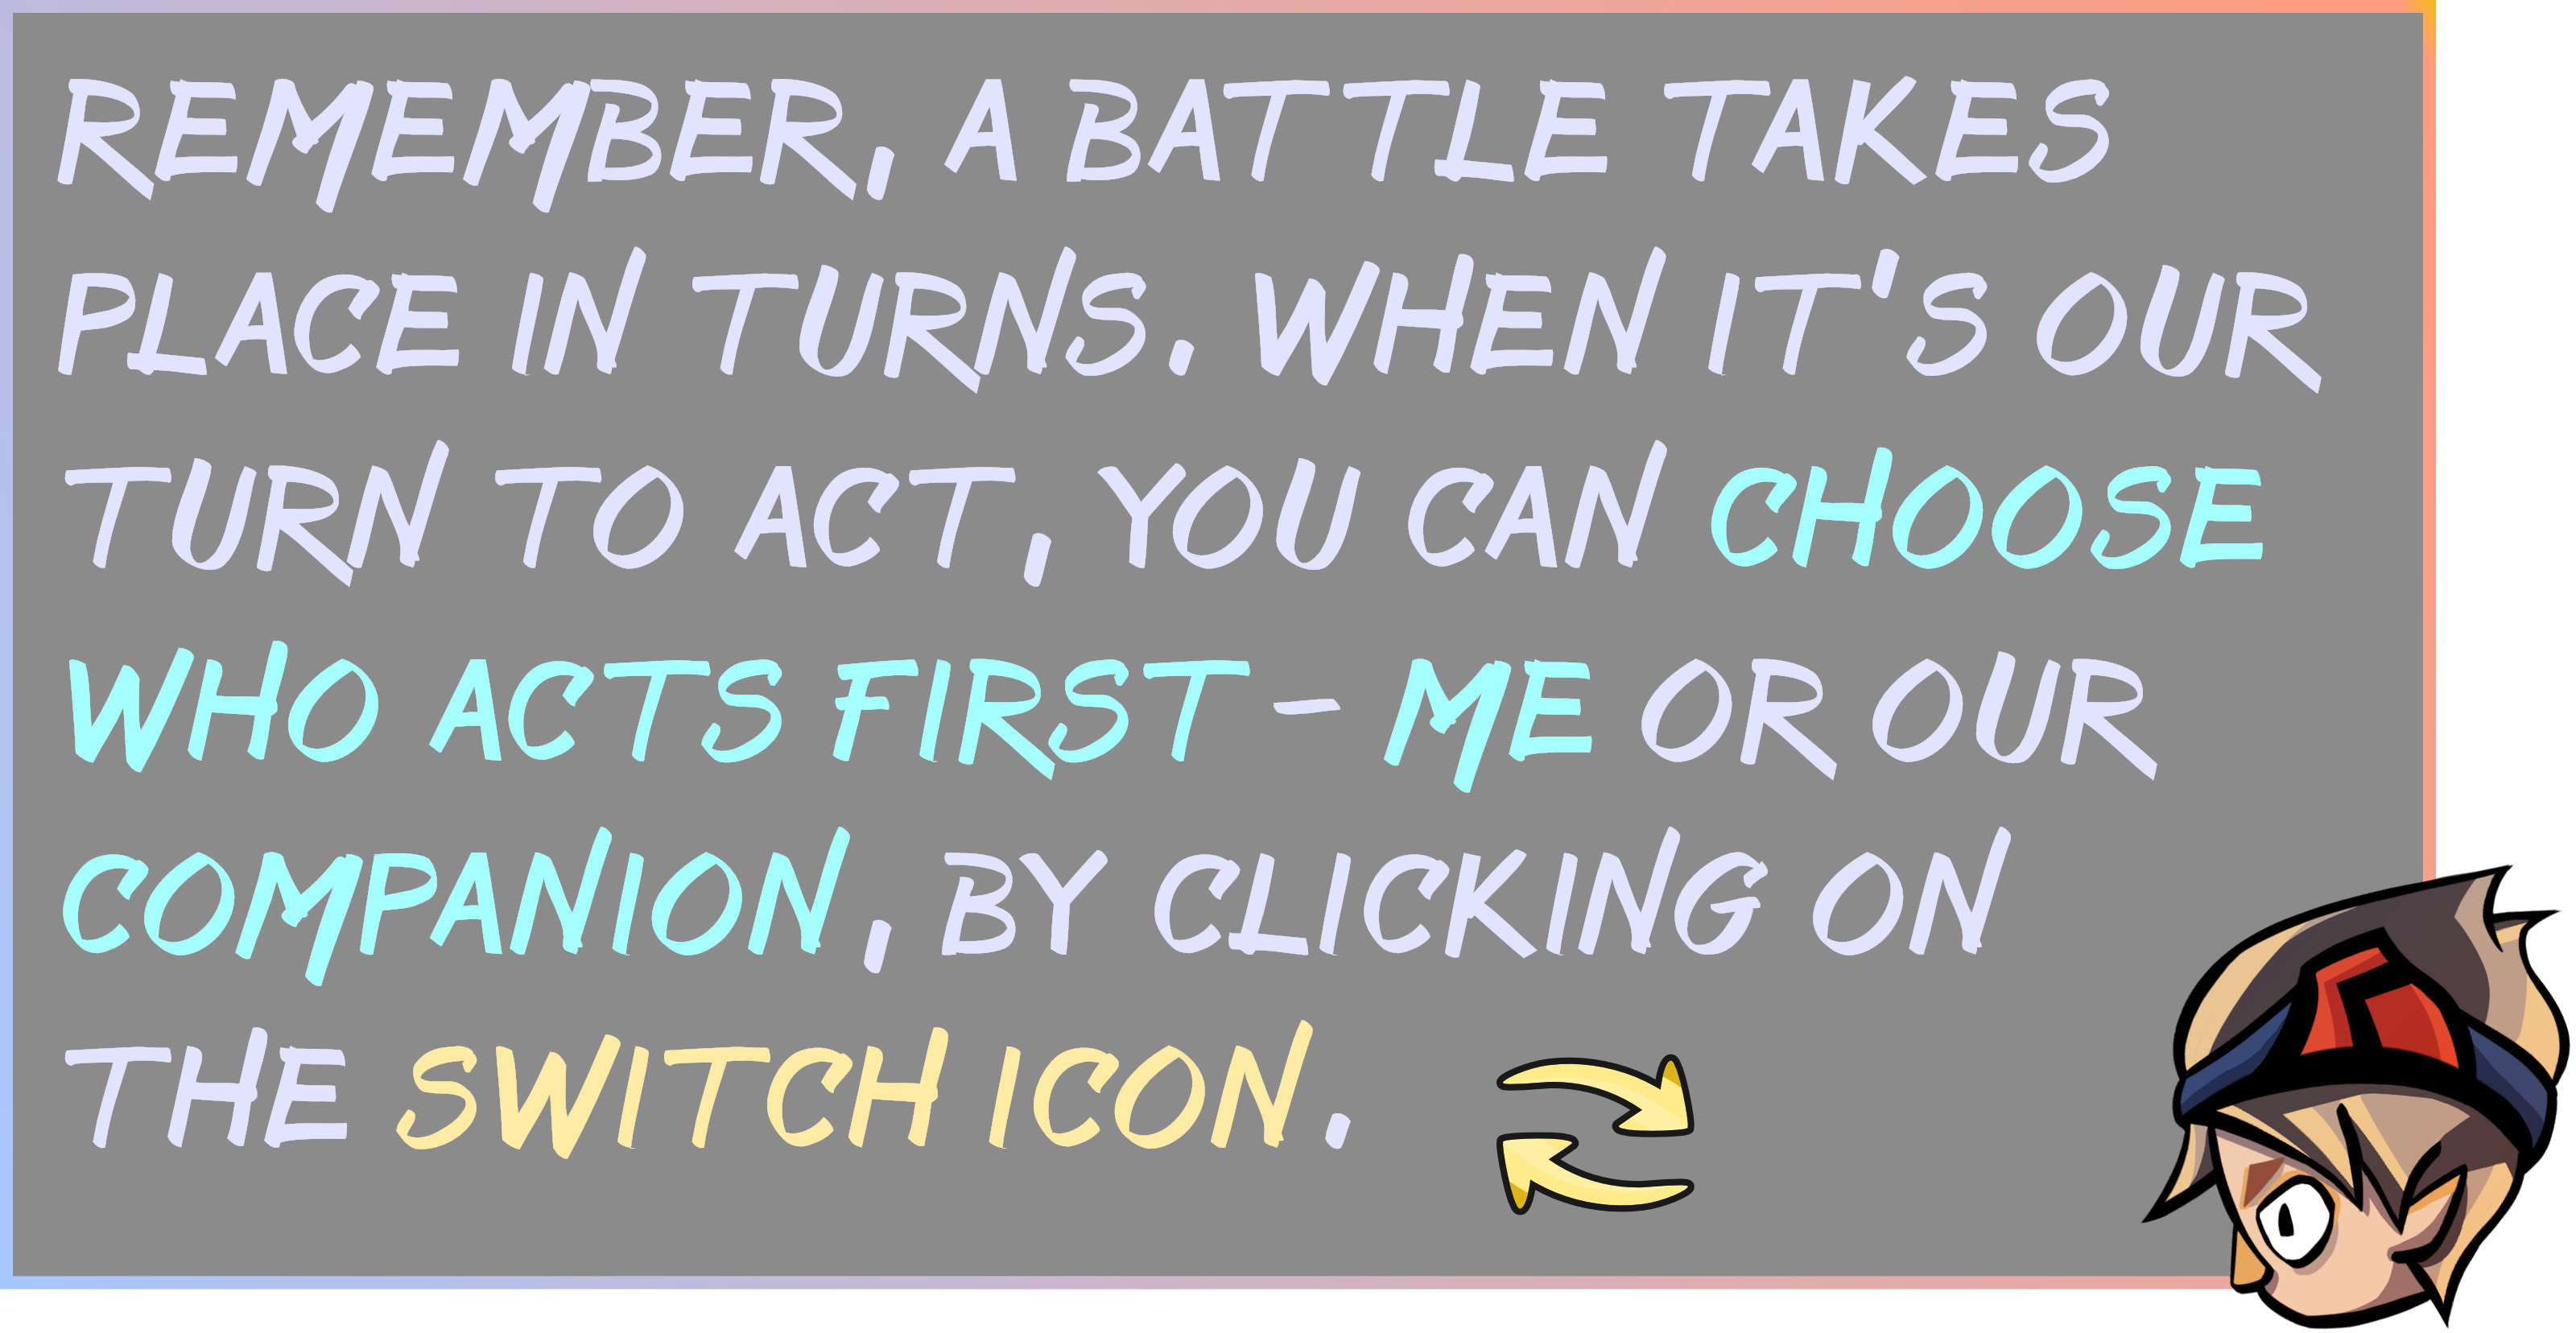 REMEMBER, A BATTLE TAKES
PLACE IN TURNS. WHEN IT'S OUR
TURN TO ACT, YOU CAN CHOOSE
WHO ACTS FIRST - ME OR OUR
COMPANION, BY CLICKING ON
THE SWITCH ICON.